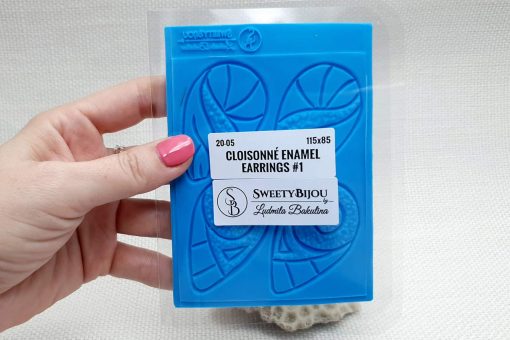 20-05 115x85
CLOISONNÉ ENAMEL
EARRINGS #1
SB
SWEETYBIJOU
by
Ludmila Bakulina